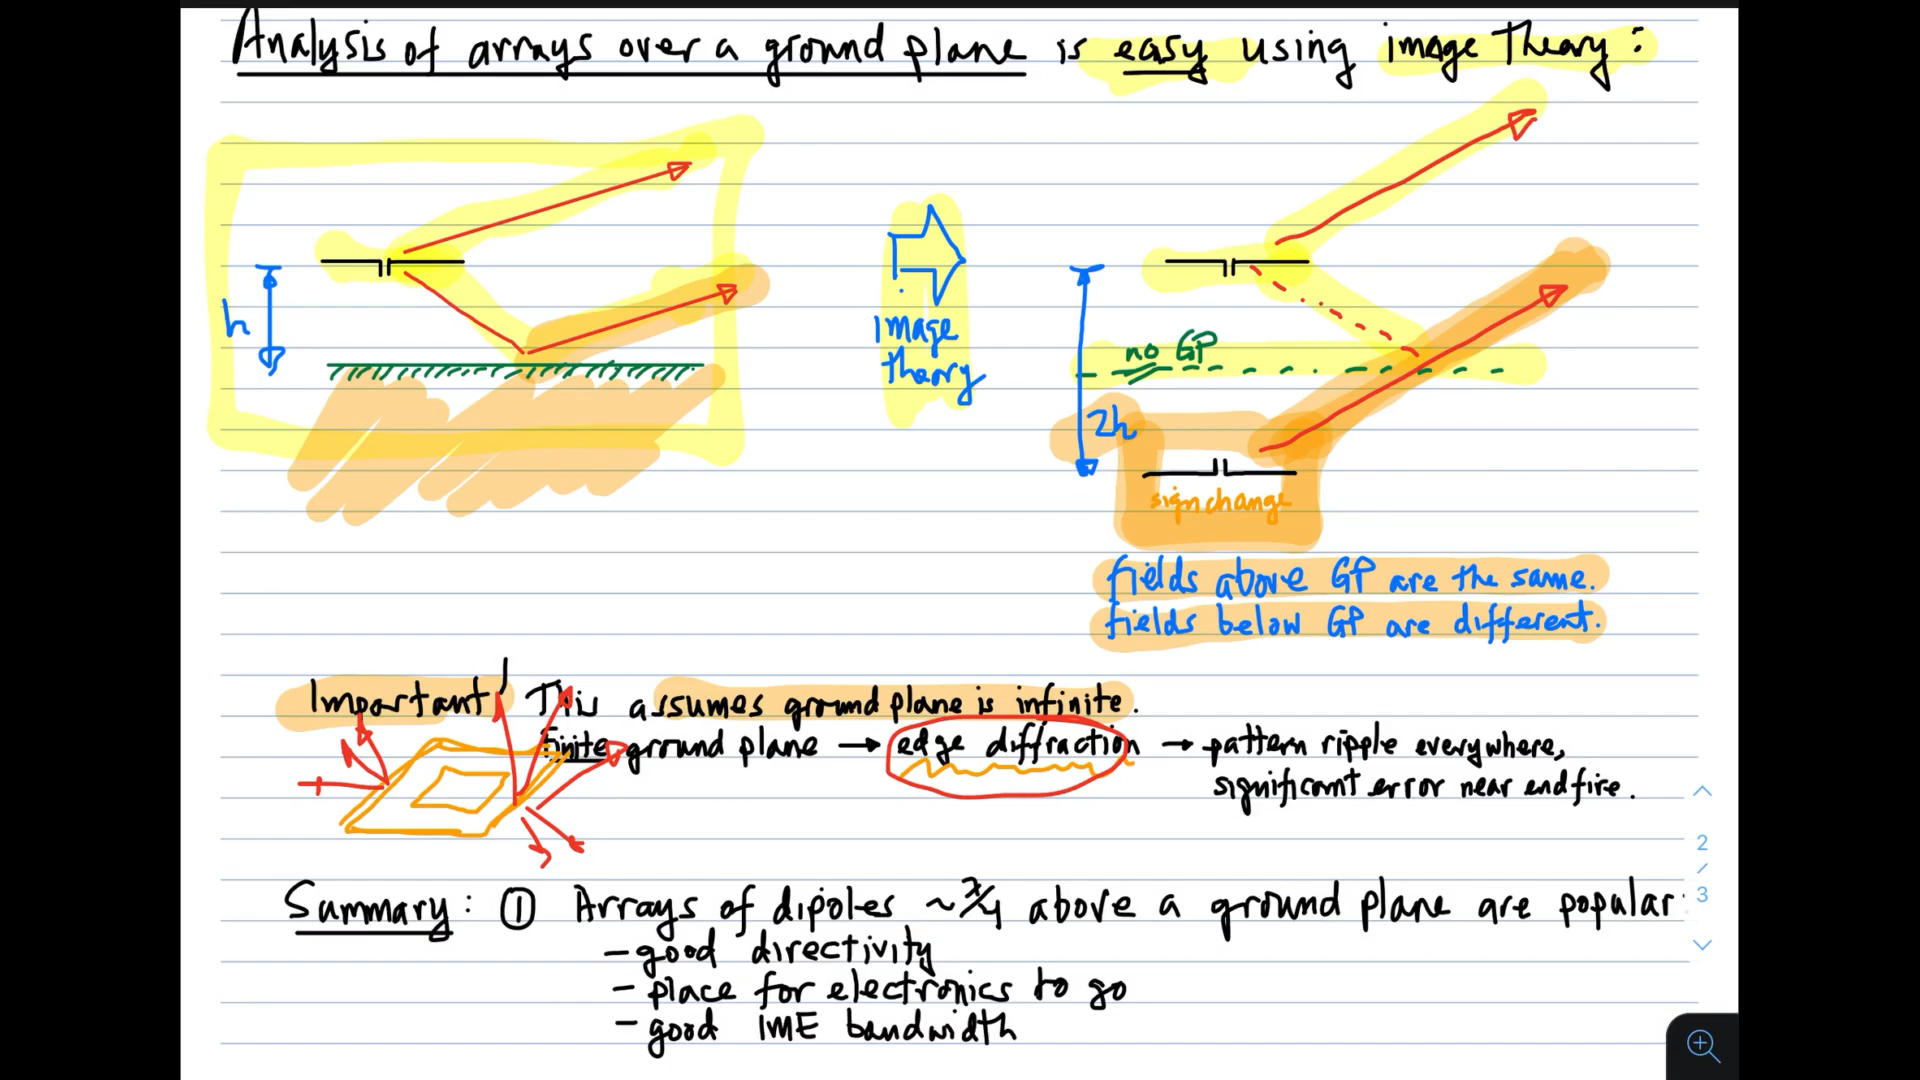 Analysis of arrays over a ground plane is easy using image theory:
h
image
theory
no GP
2h
sign change
fields above GP are the same.
fields below GP are different.
Important! This assumes ground plane is infinite.
finite ground plane → edge diffraction → pattern ripple everywhere,
significant error near endfire.
2
/
3
Summary: ① Arrays of dipoles ~λ/4 above a ground plane are popular:
- good directivity
- place for electronics to go
- good IME bandwidth